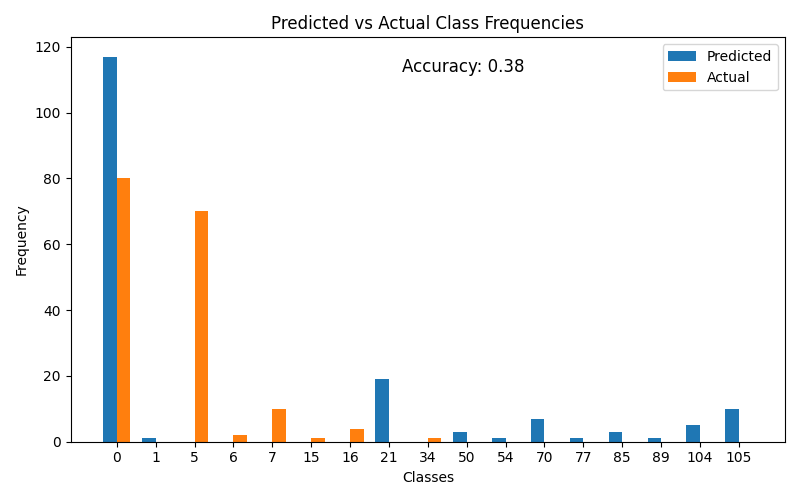 Predicted vs Actual Class Frequencies
Accuracy: 0.38
Predicted
Actual
Frequency
120
100
80
60
40
20
0
0 1 5 6 7 15 16 21 34 50 54 70 77 85 89 104 105
Classes